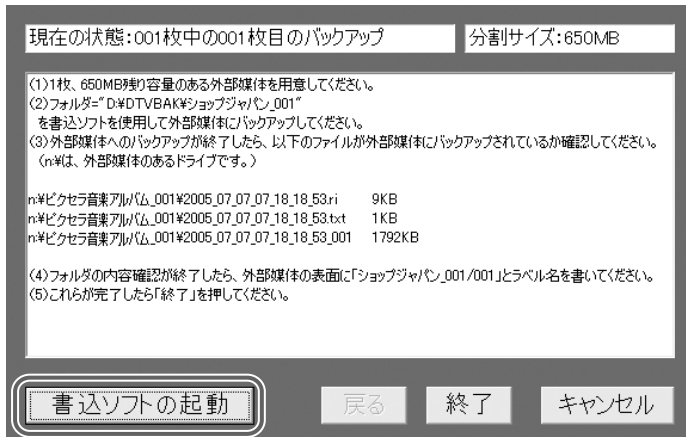 現在の状態:001枚中の001枚目のバックアップ
分割サイズ:650MB
(1)1枚、650MB残り容量のある外部媒体を用意してください。
(2)フォルダ="D:¥DTVBAK¥ショップジャパン_001"
を書込ソフトを使用して外部媒体にバックアップしてください。
(3)外部媒体へのバックアップが終了したら、以下のファイルが外部媒体にバックアップされているか確認してください。
(n:¥は、外部媒体のあるドライブです。)
n:¥ピクセラ音楽アルバム_001¥2005_07_07_07_18_18_53.ri 9KB
n:¥ピクセラ音楽アルバム_001¥2005_07_07_07_18_18_53.txt 1KB
n:¥ピクセラ音楽アルバム_001¥2005_07_07_07_18_18_53_001 1792KB
(4)フォルダの内容確認が終了したら、外部媒体の表面に「ショップジャパン_001/001」とラベル名を書いてください。
(5)これらが完了したら「終了」を押してください。
書込ソフトの起動
戻る
終了
キャンセル